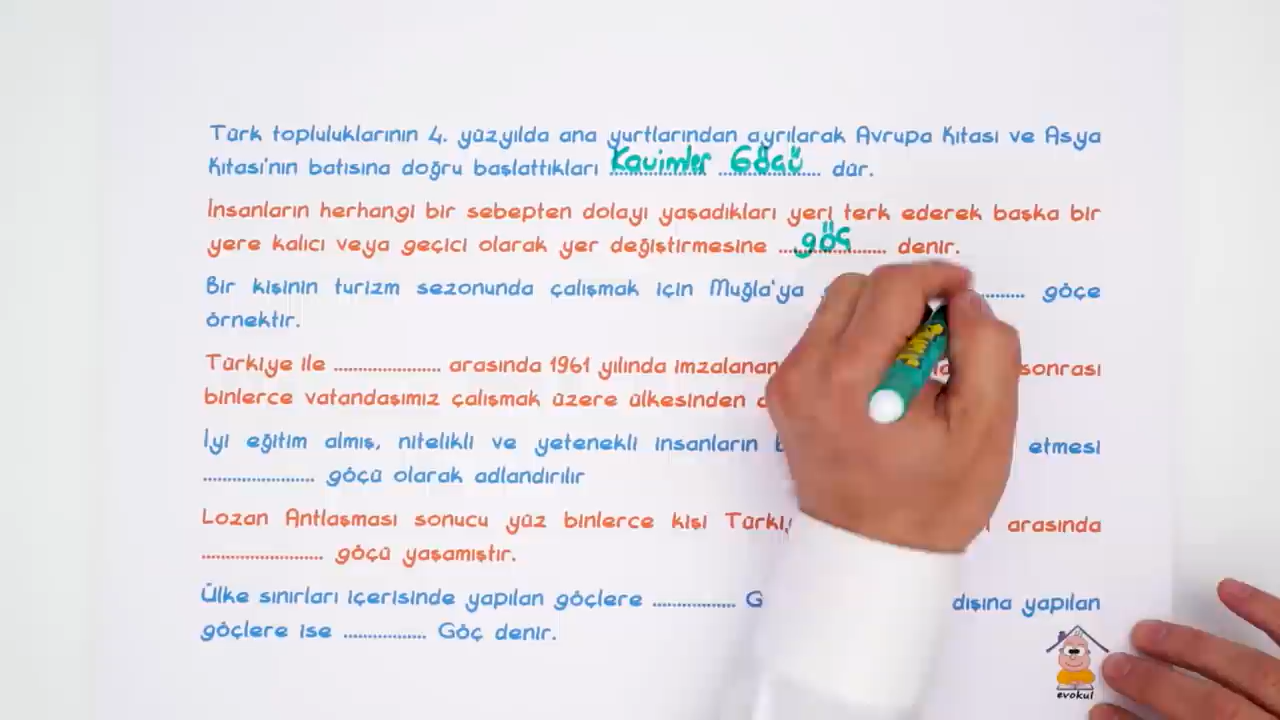 Türk topluluklarının 4. yüzyılda ana yurtlarından ayrılarak Avrupa Kıtası ve Asya
Kıtası'nın batısına doğru başlattıkları Kavimler Göçü dür.
İnsanların herhangi bir sebepten dolayı yaşadıkları yeri terk ederek başka bir
yere kalıcı veya geçici olarak yer değiştirmesine göç denir.
Bir kişinin turizm sezonunda çalışmak için Muğla'ya ............ göçe
örnektir.
Türkiye ile ..................... arasında 1961 yılında imzalanan sonrası
binlerce vatandaşımız çalışmak üzere ülkesinden
İyi eğitim almış, nitelikli ve yetenekli insanların etmesi
...................... göçü olarak adlandırılır
Lozan Antlaşması sonucu yüz binlerce kişi arasında
........................ göçü yaşamıştır.
Ülke sınırları içerisinde yapılan göçlere ................ dışına yapılan
göçlere ise ................ Göç denir.
evokul